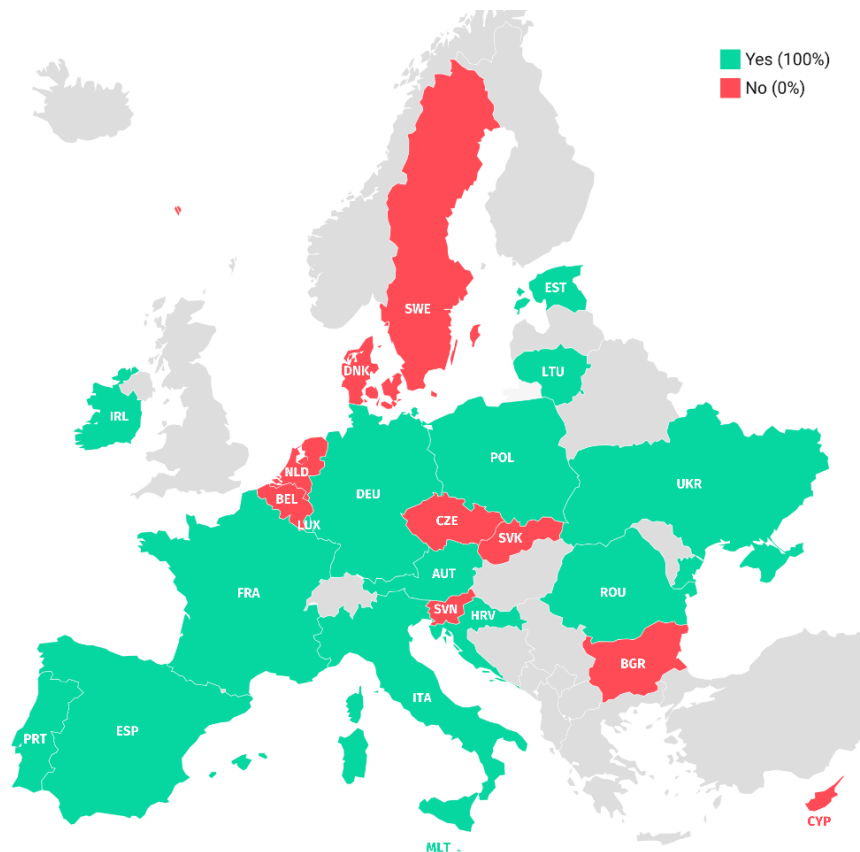 Yes (100%)
No (0%)
EST
SWE
DNK
LTU
IRL
POL
NLD
UKR
DEU
BEL
CZE
LUX
SVK
AUT
FRA
ROU
SVN
HRV
BGR
ITA
ESP
PRT
CYP
MLT